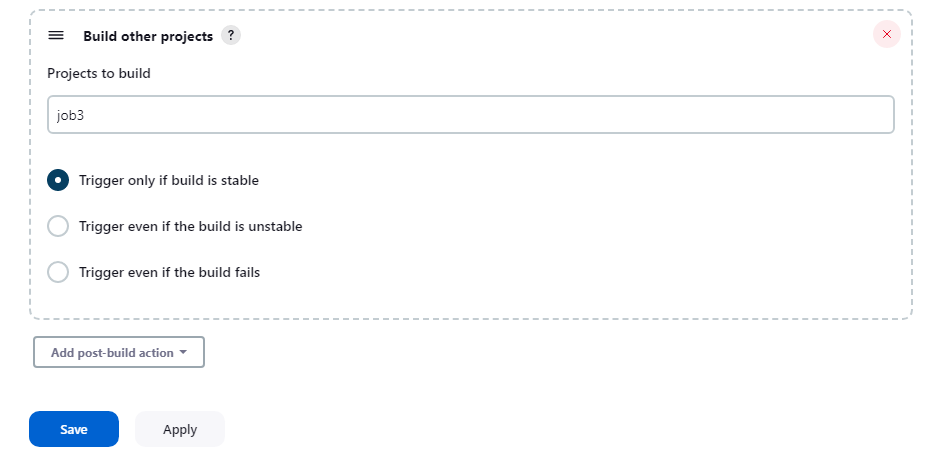 Build other projects ?
Projects to build
job3
Trigger only if build is stable
Trigger even if the build is unstable
Trigger even if the build fails
Add post-build action
Save Apply